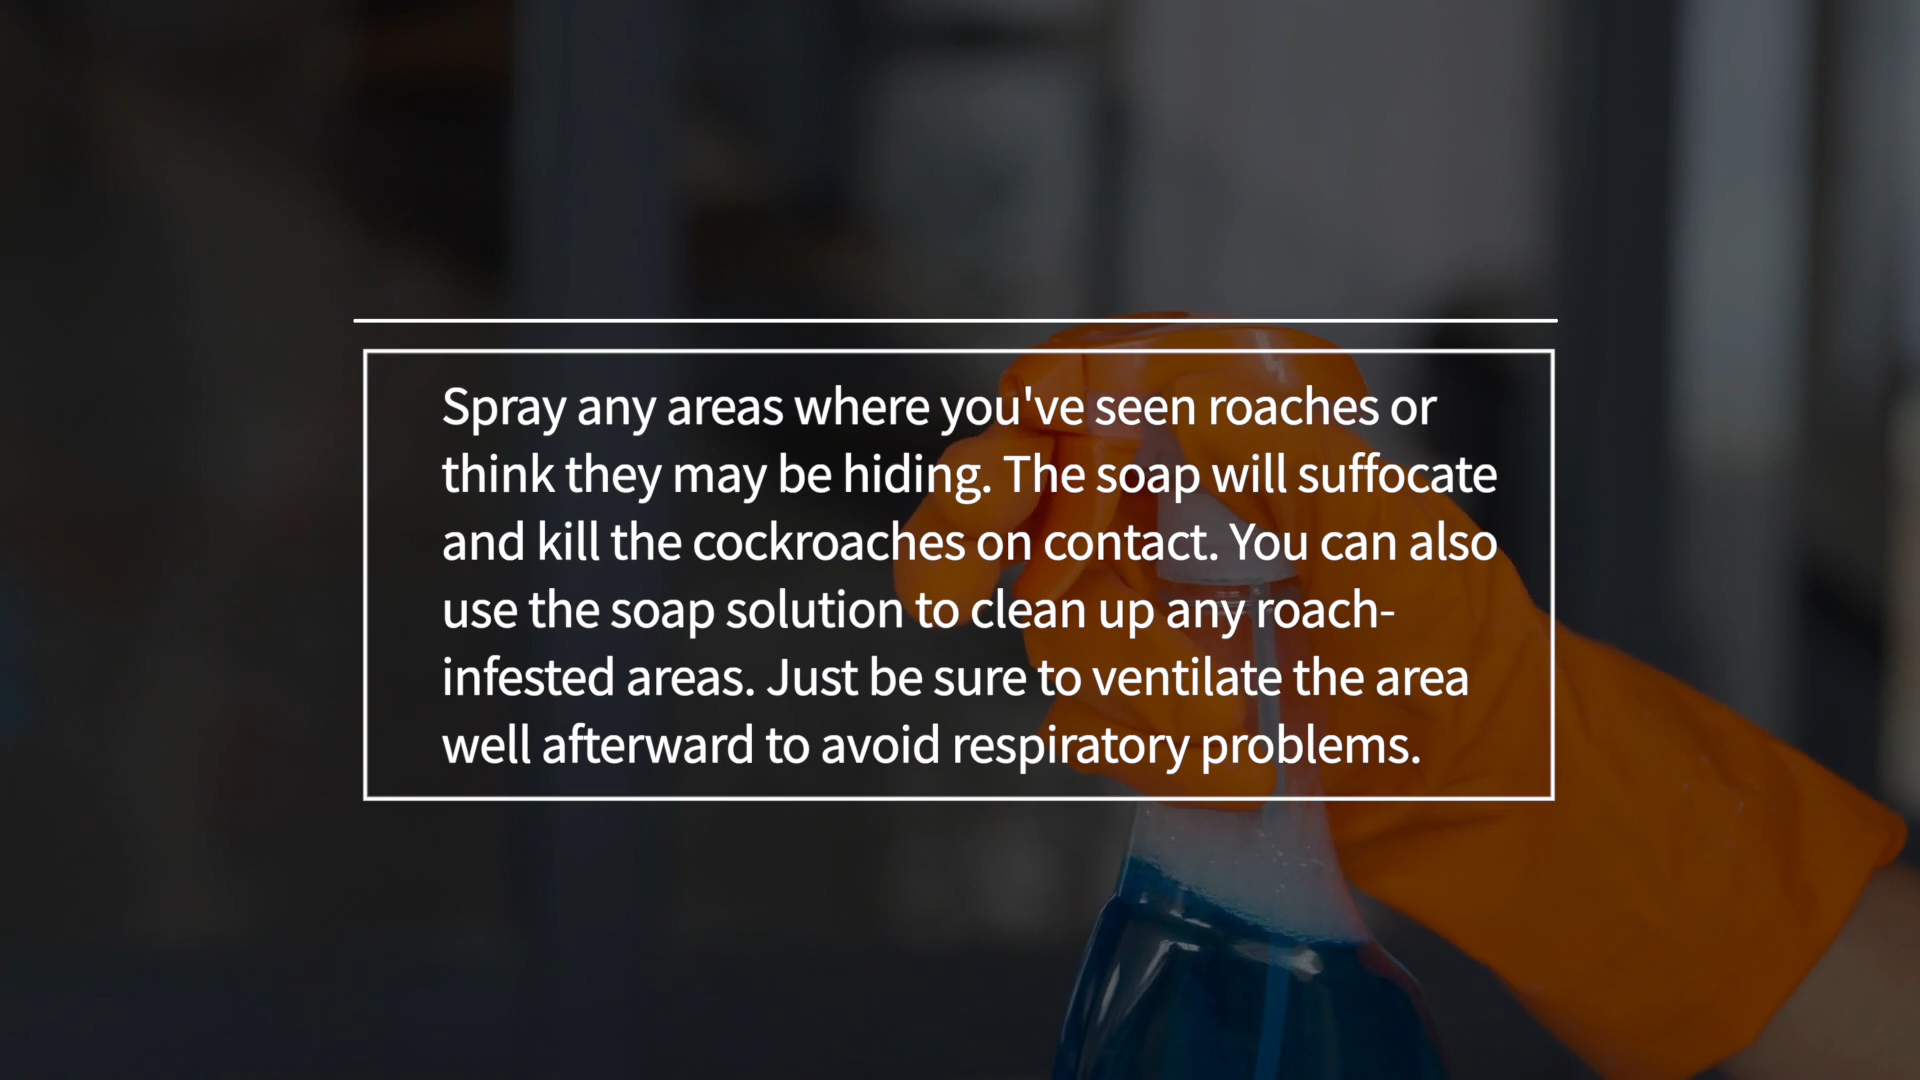 Spray any areas where you've seen roaches or
think they may be hiding. The soap will suffocate
and kill the cockroaches on contact. You can also
use the soap solution to clean up any roach-
infested areas. Just be sure to ventilate the area
well afterward to avoid respiratory problems.